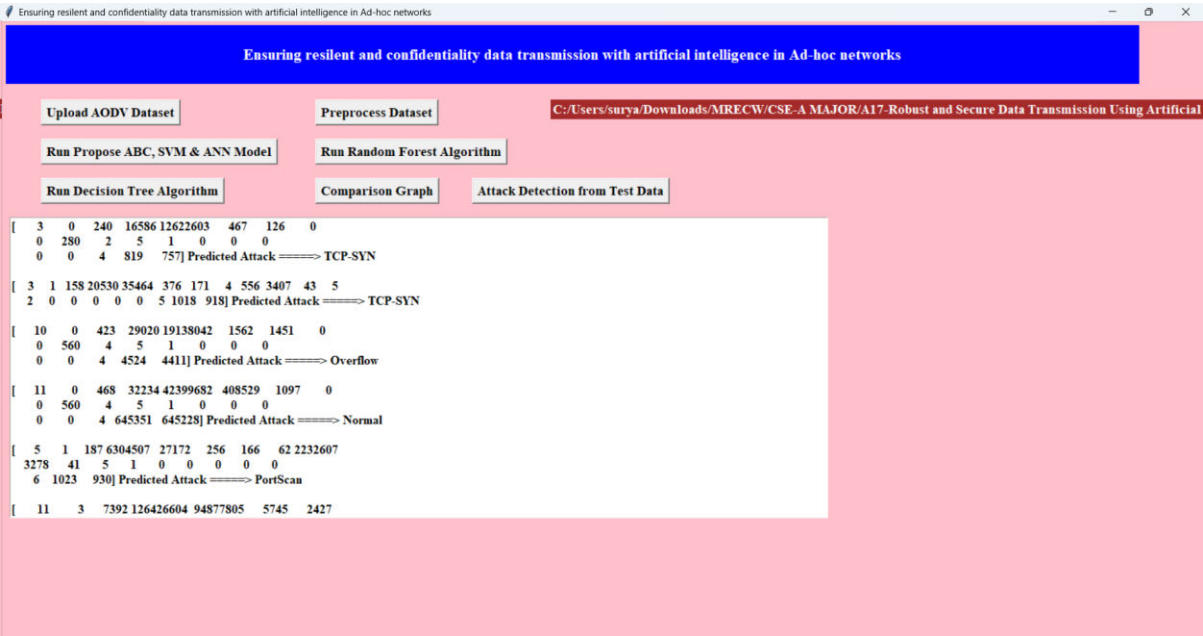 Ensuring resilent and confidentiality data transmission with artificial intelligence in Ad-hoc networks
Ensuring resilent and confidentiality data transmission with artificial intelligence in Ad-hoc networks
Upload AODV Dataset
Preprocess Dataset
C:/Users/surya/Downloads/MRECW/CSE-A MAJOR/A17-Robust and Secure Data Transmission Using Artificial
Run Propose ABC, SVM & ANN Model
Run Random Forest Algorithm
Run Decision Tree Algorithm
Comparison Graph
Attack Detection from Test Data
[ 3 0 240 16586 12622603 467 126 0
0 280 2 5 1 0 0 0
0 0 4 819 757] Predicted Attack =====> TCP-SYN
[ 3 1 158 20530 35464 376 171 4 556 3407 43 5
2 0 0 0 0 0 5 1018 918] Predicted Attack =====> TCP-SYN
[ 10 0 423 29020 19138042 1562 1451 0
0 560 4 5 1 0 0 0
0 0 4 4524 4411] Predicted Attack =====> Overflow
[ 11 0 468 32234 42399682 408529 1097 0
0 560 4 5 1 0 0 0
0 0 4 645351 645228] Predicted Attack =====> Normal
[ 5 1 187 6304507 27172 256 166 62 2232607
3278 41 5 1 0 0 0 0 0
6 1023 930] Predicted Attack =====> PortScan
[ 11 3 7392 126426604 94877805 5745 2427